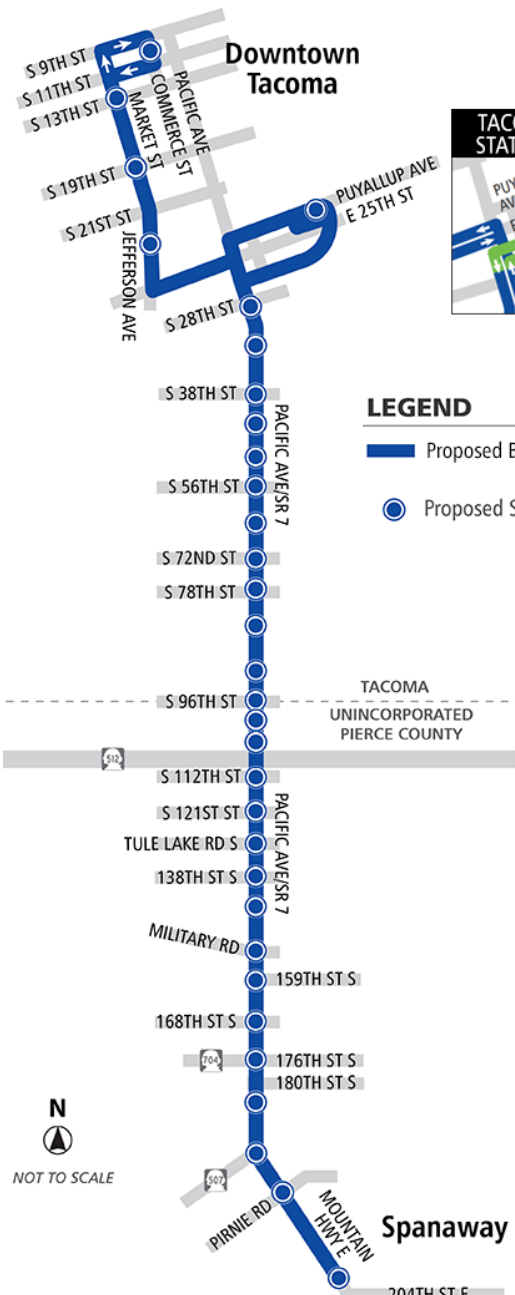 Downtown
Tacoma
S 9TH ST
S 11TH ST
S 13TH ST
PACIFIC AVE
COMMERCE ST
MARKET ST
S 19TH ST
S 21ST ST
JEFFERSON AVE
PUYALLUP AVE
E 25TH ST
S 28TH ST
S 38TH ST
PACIFIC AVE/SR 7
S 56TH ST
S 72ND ST
S 78TH ST
LEGEND
Proposed
Proposed
S 96TH ST
TACOMA
UNINCORPORATED
PIERCE COUNTY
512
S 112TH ST
S 121ST ST
PACIFIC AVE/SR 7
TULE LAKE RD S
138TH ST S
MILITARY RD
159TH ST S
168TH ST S
704
176TH ST S
180TH ST S
N
NOT TO SCALE
507
PIRNIE RD
MOUNTAIN
HWY E
Spanaway
204TH ST E